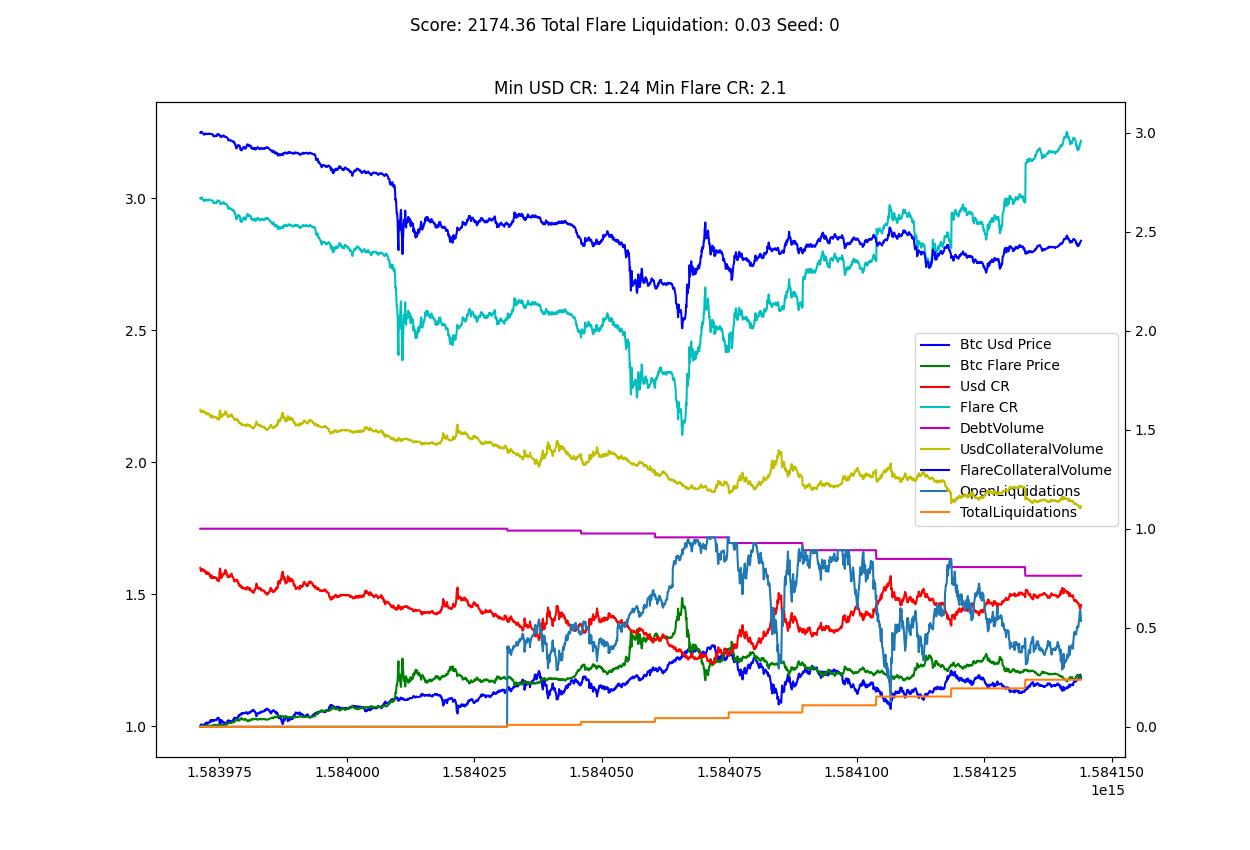 Score: 2174.36 Total Flare Liquidation: 0.03 Seed: 0
Min USD CR: 1.24 Min Flare CR: 2.1
3.0
2.5
2.0
1.5
1.0
3.0
2.5
2.0
1.5
1.0
0.5
0.0
Btc Usd Price
Btc Flare Price
Usd CR
Flare CR
DebtVolume
UsdCollateralVolume
FlareCollateralVolume
OpenLiquidations
TotalLiquidations
1.583975 1.584000 1.584025 1.584050 1.584075 1.584100 1.584125 1.584150
1e15